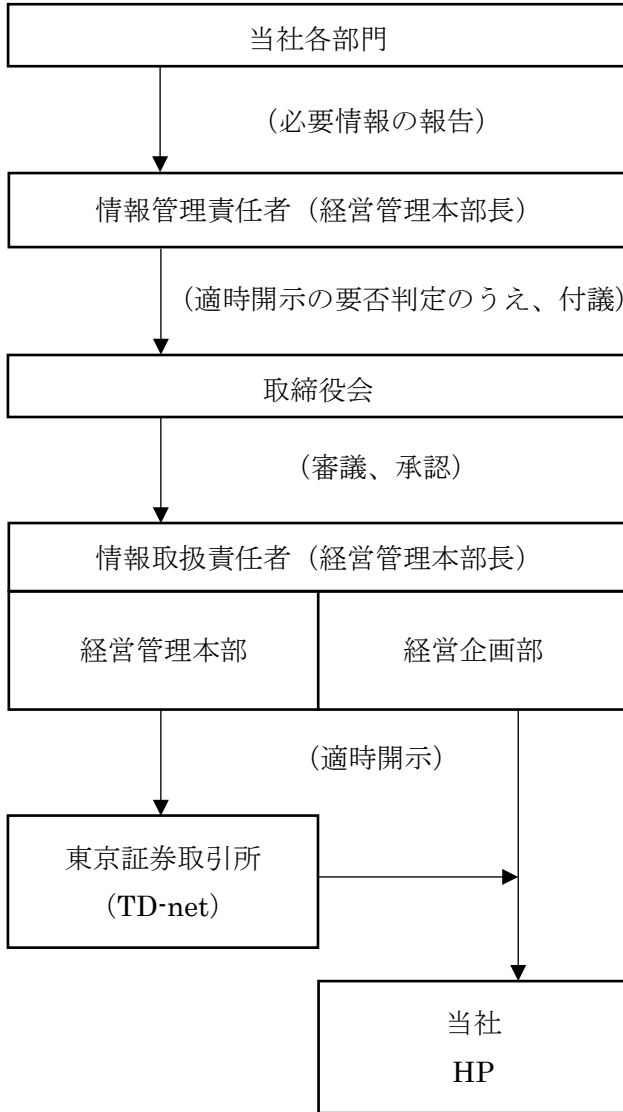 当社各部門
（必要情報の報告）
情報管理責任者（経営管理本部長）
（適時開示の要否判定のうえ、付議）
取締役会
（審議、承認）
情報取扱責任者（経営管理本部長）
経営管理本部
経営企画部
（適時開示）
東京証券取引所
（TD-net）
当社
HP